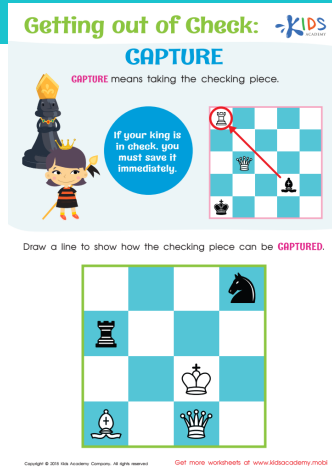 Getting out of Check:
KIDS
ACADEMY
CAPTURE
CAPTURE means taking the checking piece.
If your king is
in check, you
must save it
immediately.
Draw a line to show how the checking piece can be CAPTURED.
Copyright © 2016 Kids Academy Company. All rights reserved
Get more worksheets at www.kidsacademy.mobi